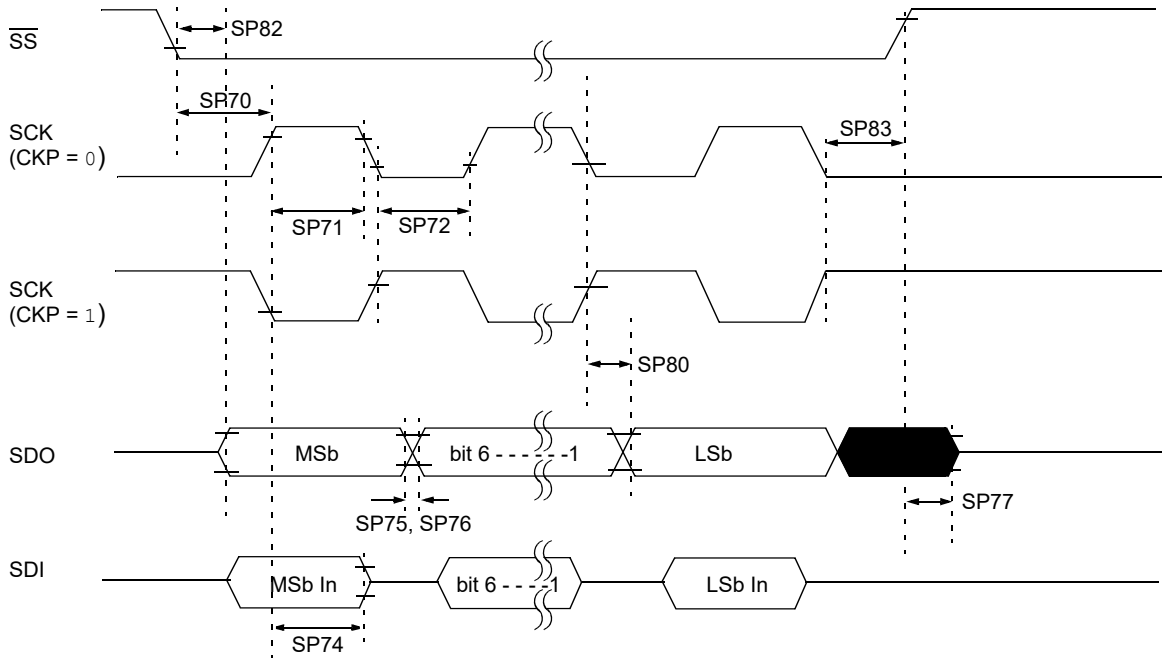 SS
SP82
SP70
SCK
(CKP = 0)
SP83
SP71
SP72
SCK
(CKP = 1)
SP80
SDO
MSb
bit 6 - - - - - -1
LSb
SP77
SP75, SP76
SDI
MSb In
bit 6 - - - - -1
LSb In
SP74